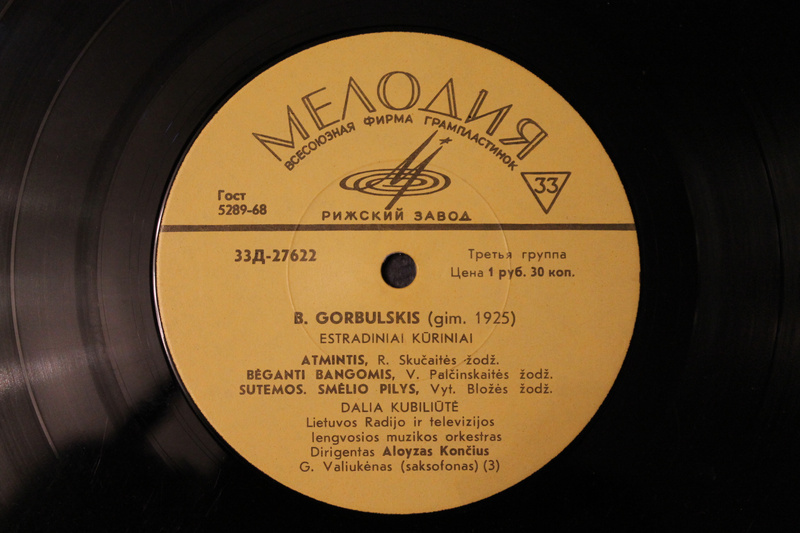 МЕЛОДИЯ
ВСЕСОЮЗНАЯ ФИРМА ГРАМПЛАСТИНОК
33
Гост
5289-68
РИЖСКИЙ ЗАВОД
33Д-27622
Третья группа
Цена 1 руб. 30 коп.
B. GORBULSKIS (gim. 1925)
ESTRADINIAI KŪRINIAI
ATMINTIS, R. Skučaitės žodž.
BĖGANTI BANGOMIS, V. Palčinskaitės žodž.
SUTEMOS. SMĖLIO PILYS, Vyt. Bložės žodž.
DALIA KUBILIŪTĖ
Lietuvos Radijo ir televizijos
lengvosios muzikos orkestras
Dirigentas Aloyzas Končius
G. Valiukėnas (saksofonas) (3)